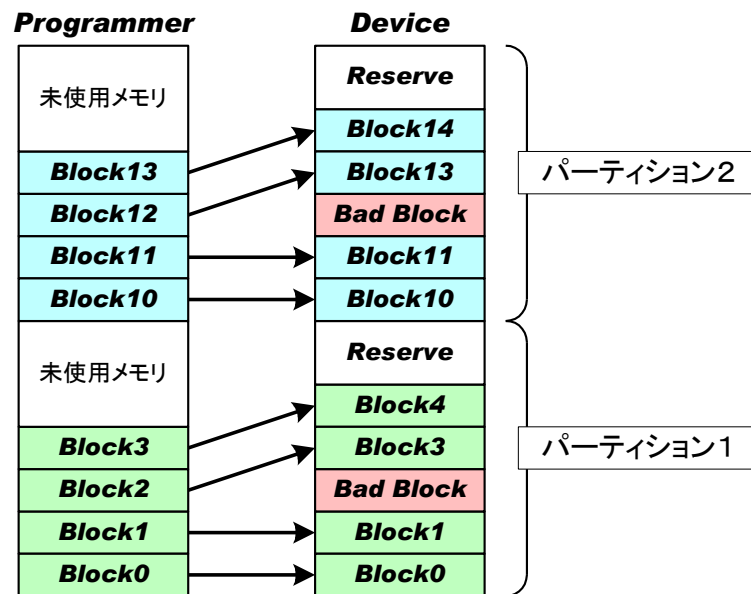 Programmer
未使用メモリ
Block13
Block12
Block11
Block10
未使用メモリ
Block3
Block2
Block1
Block0
Device
Reserve
Block14
Block13
Bad Block
Block11
Block10
Reserve
Block4
Block3
Bad Block
Block1
Block0
パーティション２
パーティション１